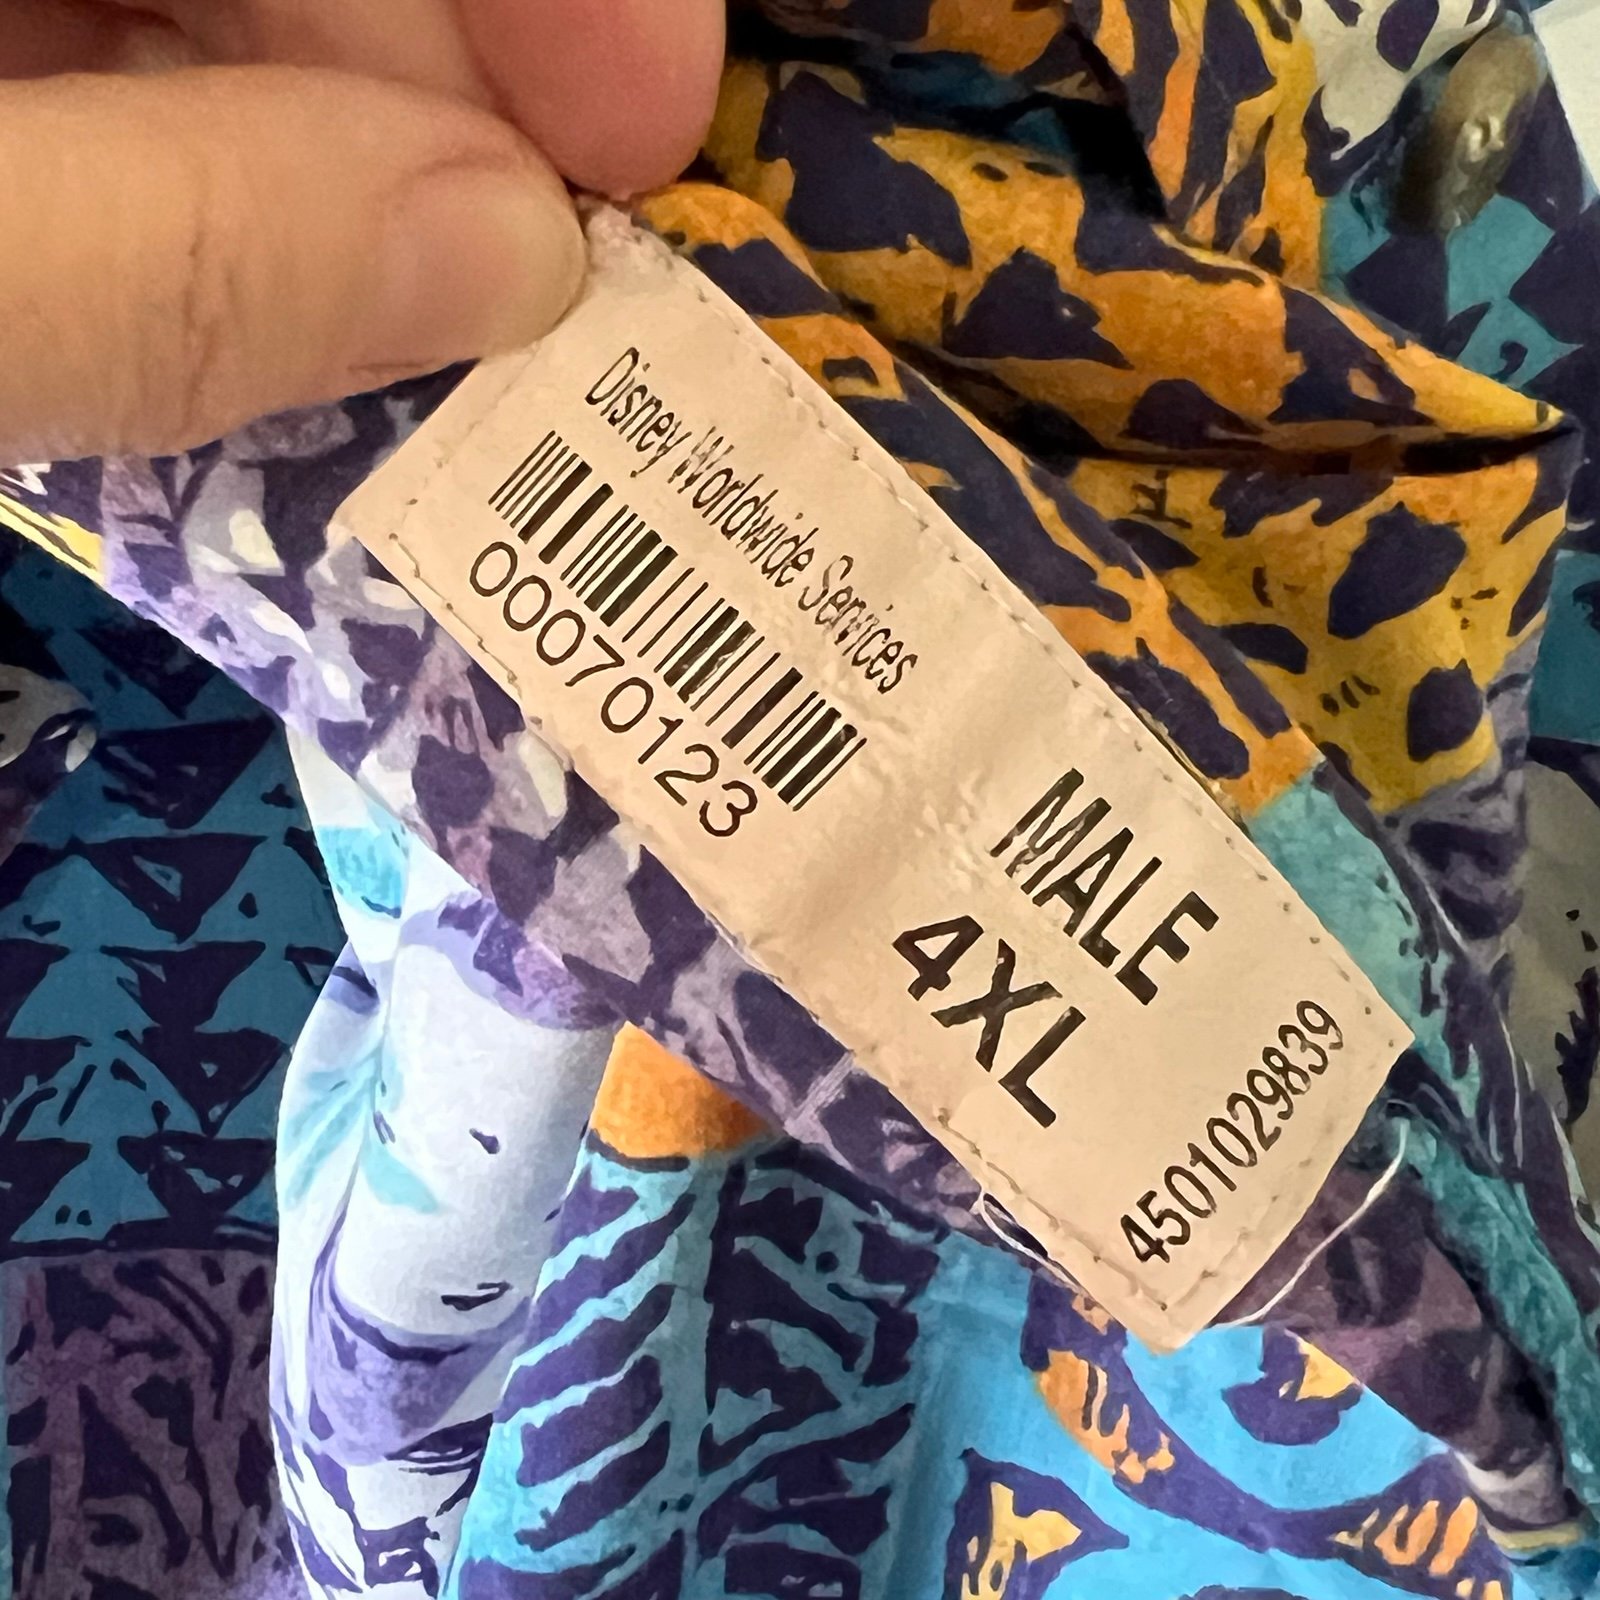 Disney Worldwide Services
00070123
MALE
4XL
4501029839